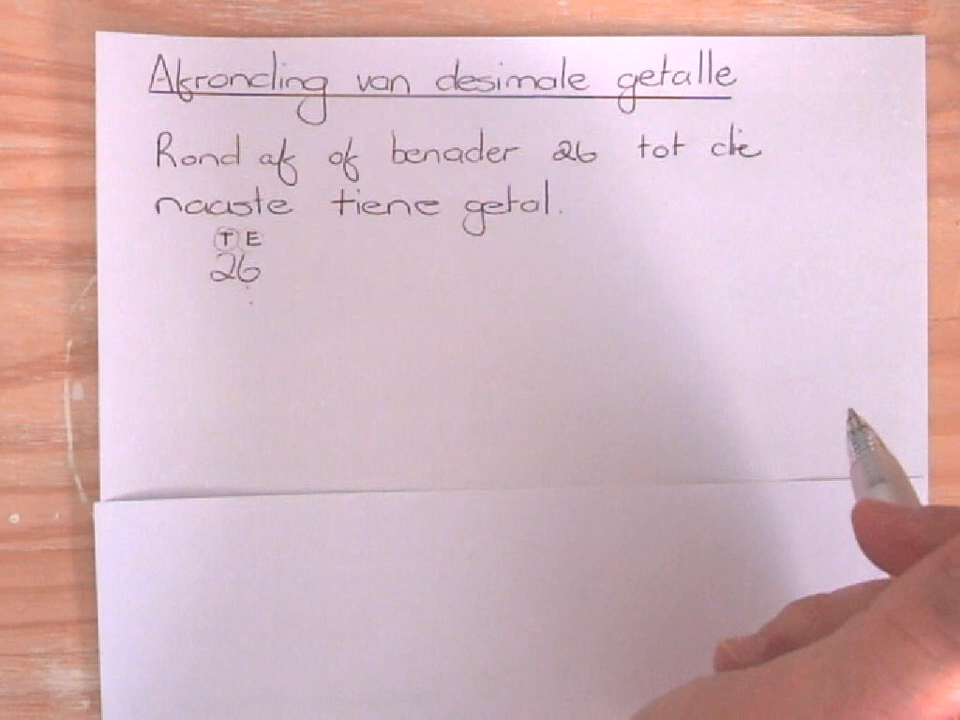 Afronding van desimale getalle
Rond af of benader 26 tot die
naaste tiene getal.
T E
26